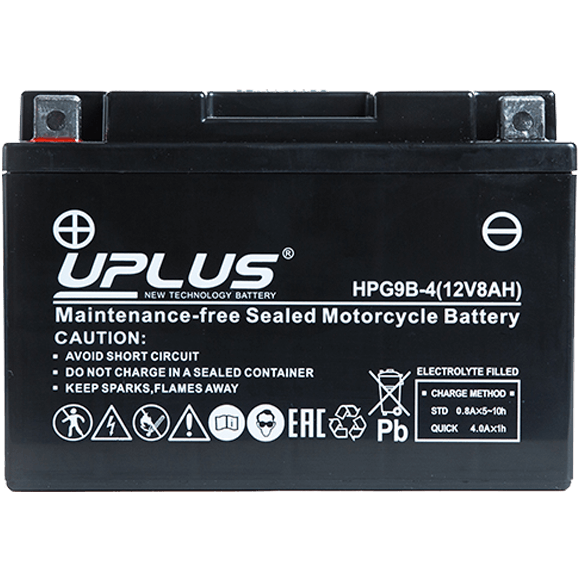 UPLUS®
NEW TECHNOLOGY BATTERY
HPG9B-4(12V8AH)
Maintenance-free Sealed Motorcycle Battery
CAUTION:
• AVOID SHORT CIRCUIT
• DO NOT CHARGE IN A SEALED CONTAINER
• KEEP SPARKS,FLAMES AWAY
ELECTROLYTE FILLED
• CHARGE METHOD •
STD 0.8A×5~10h
QUICK 4.0A×1h
EAC
Pb